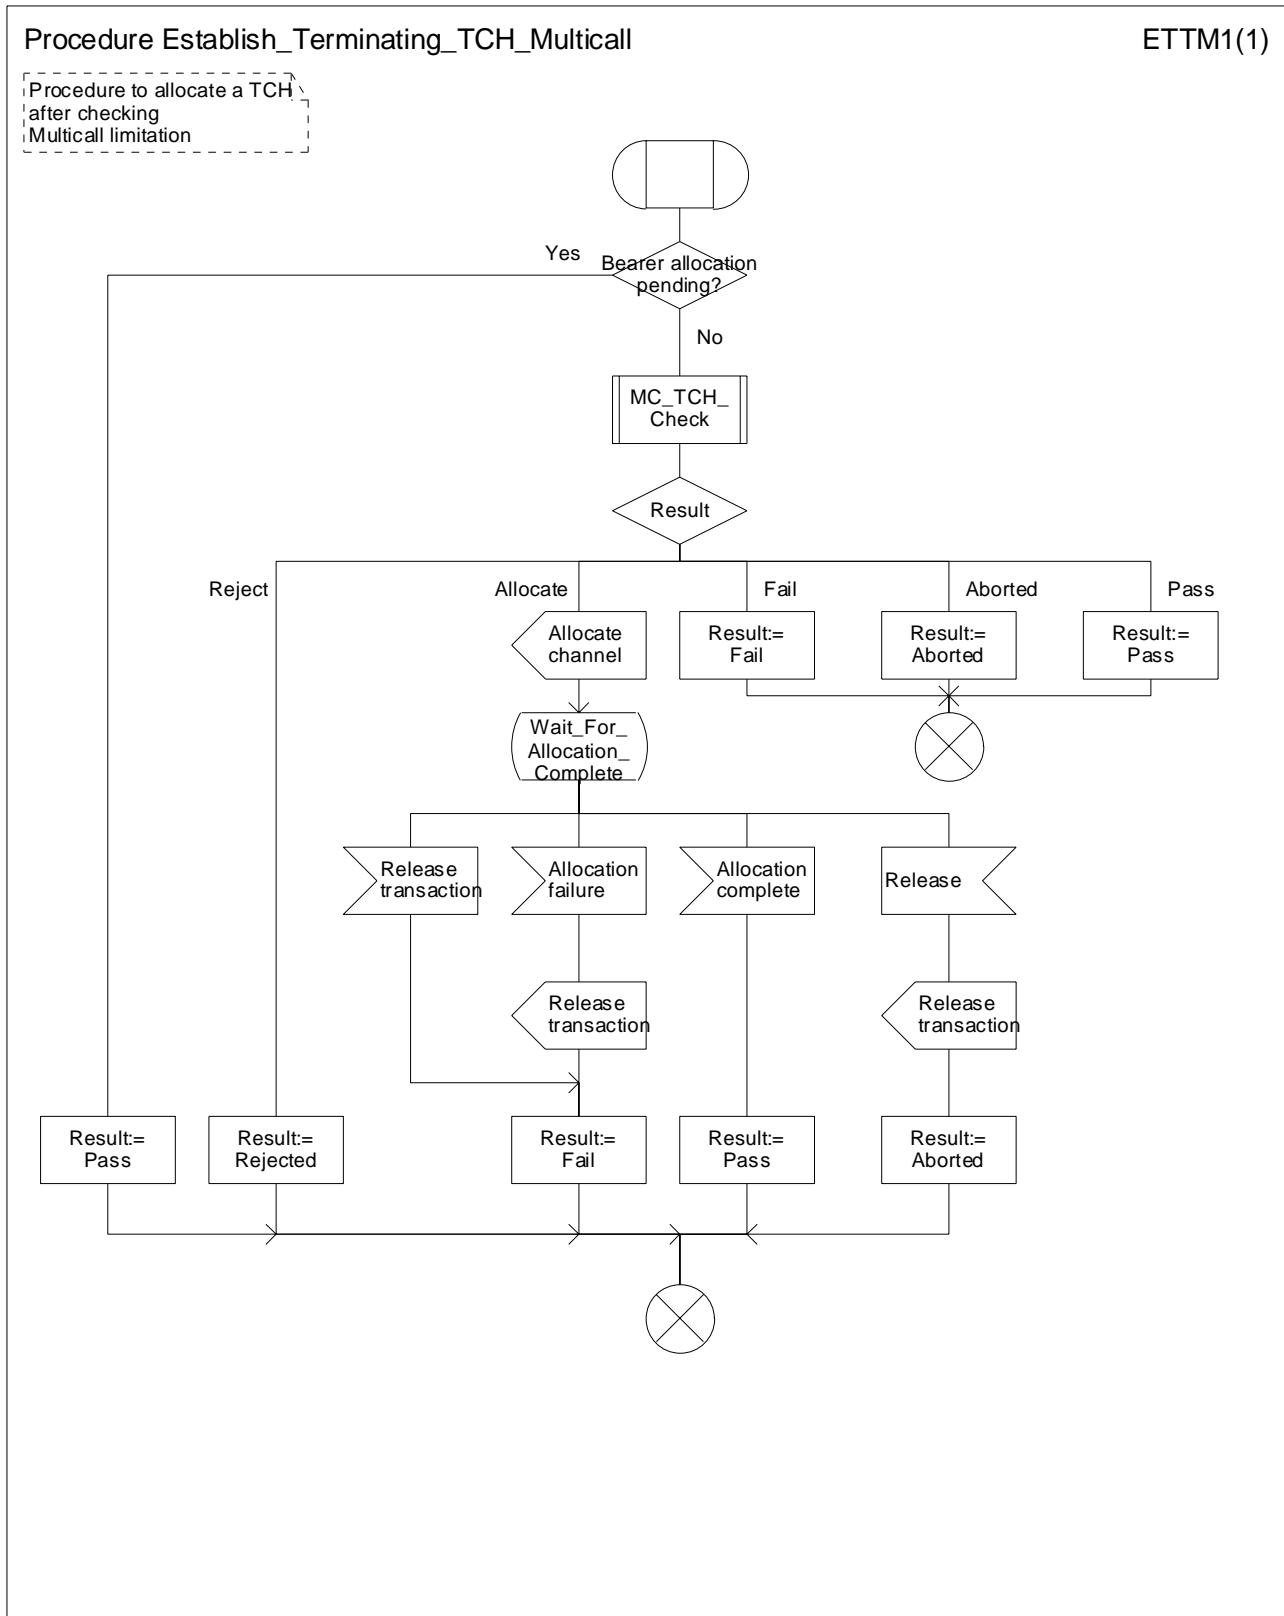 Procedure Establish_Terminating_TCH_Multicall
ETTM1(1)
Procedure to allocate a TCH
after checking
Multicall limitation
Yes
Bearer allocation
pending?
No
MC_TCH_
Check
Result
Reject
Allocate
Fail
Aborted
Pass
Allocate
channel
Result:=
Fail
Result:=
Aborted
Result:=
Pass
Wait_For_
Allocation_
Complete
Release
transaction
Allocation
failure
Allocation
complete
Release
Release
transaction
Release
transaction
Result:=
Pass
Result:=
Rejected
Result:=
Fail
Result:=
Pass
Result:=
Aborted